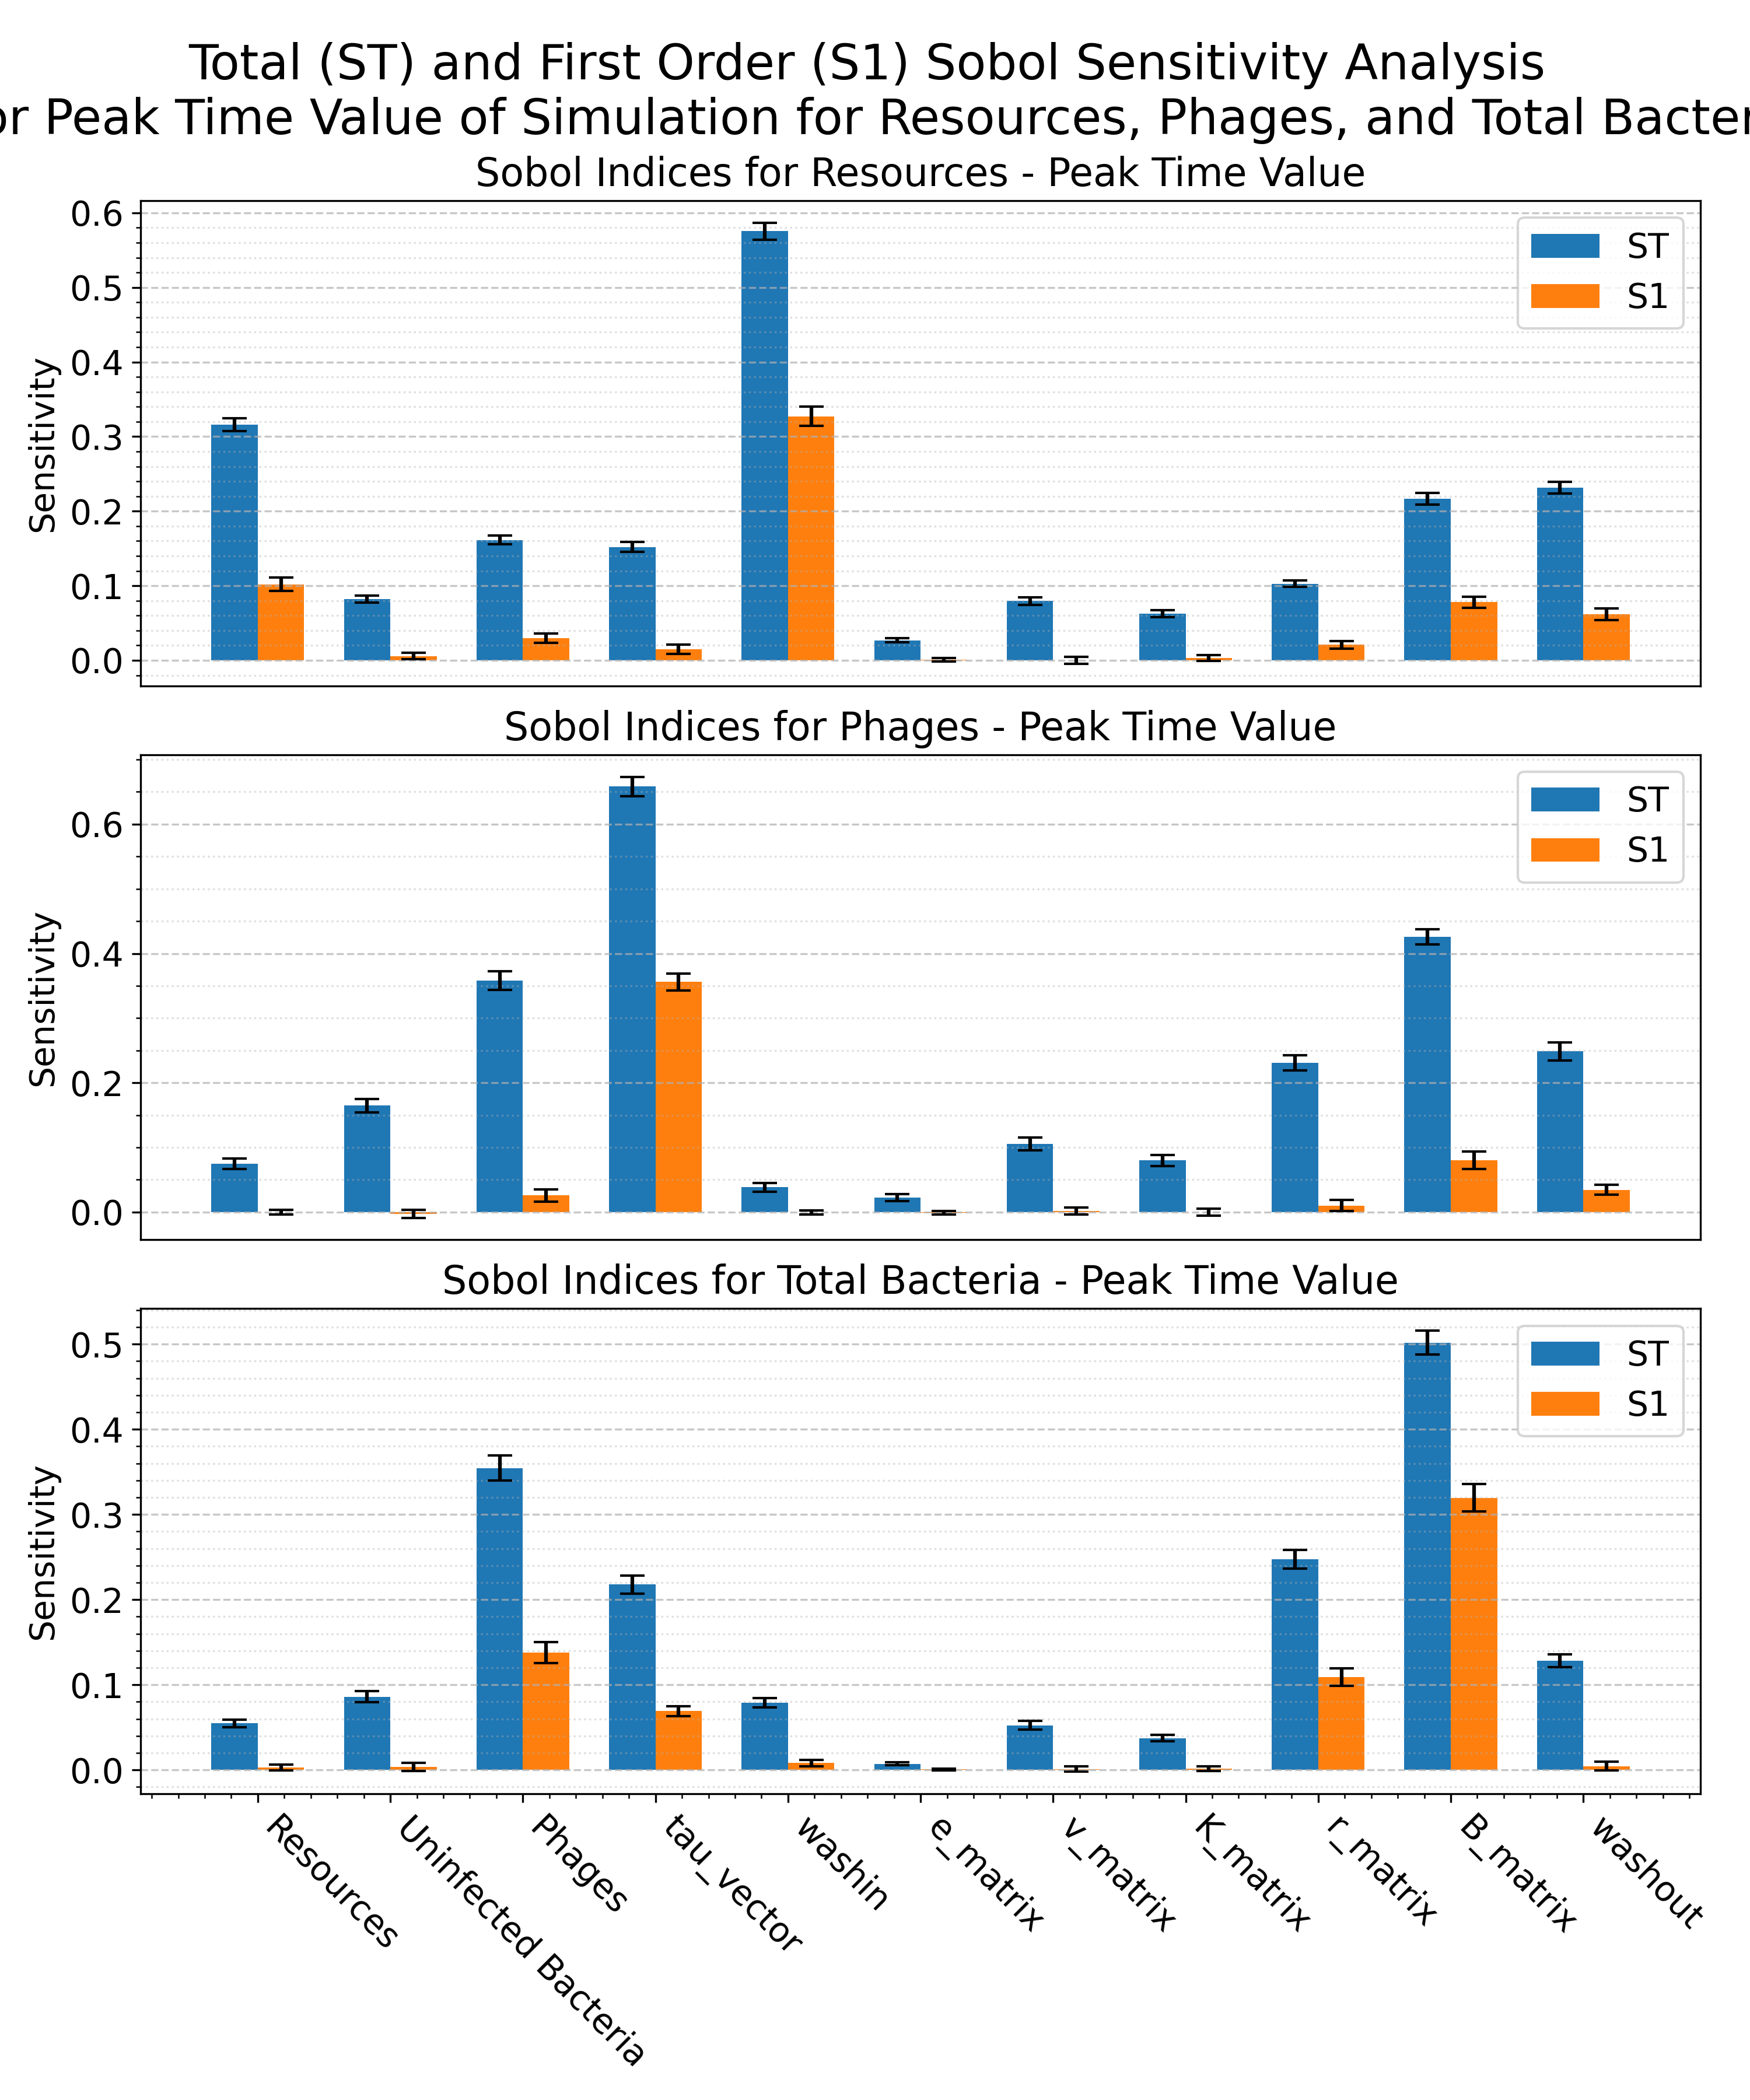 Total (ST) and First Order (S1) Sobol Sensitivity Analysis
or Peak Time Value of Simulation for Resources, Phages, and Total Bacter
Sobol Indices for Resources - Peak Time Value
0.6
0.5
0.4
0.3
0.2
0.1
0.0
Sensitivity
ST
S1
Sobol Indices for Phages - Peak Time Value
0.6
0.4
0.2
0.0
Sensitivity
ST
S1
Sobol Indices for Total Bacteria - Peak Time Value
0.5
0.4
0.3
0.2
0.1
0.0
Sensitivity
ST
S1
Resources
Uninfected Bacteria
Phages
tau_vector
washin
e_matrix
v_matrix
K_matrix
r_matrix
B_matrix
washout